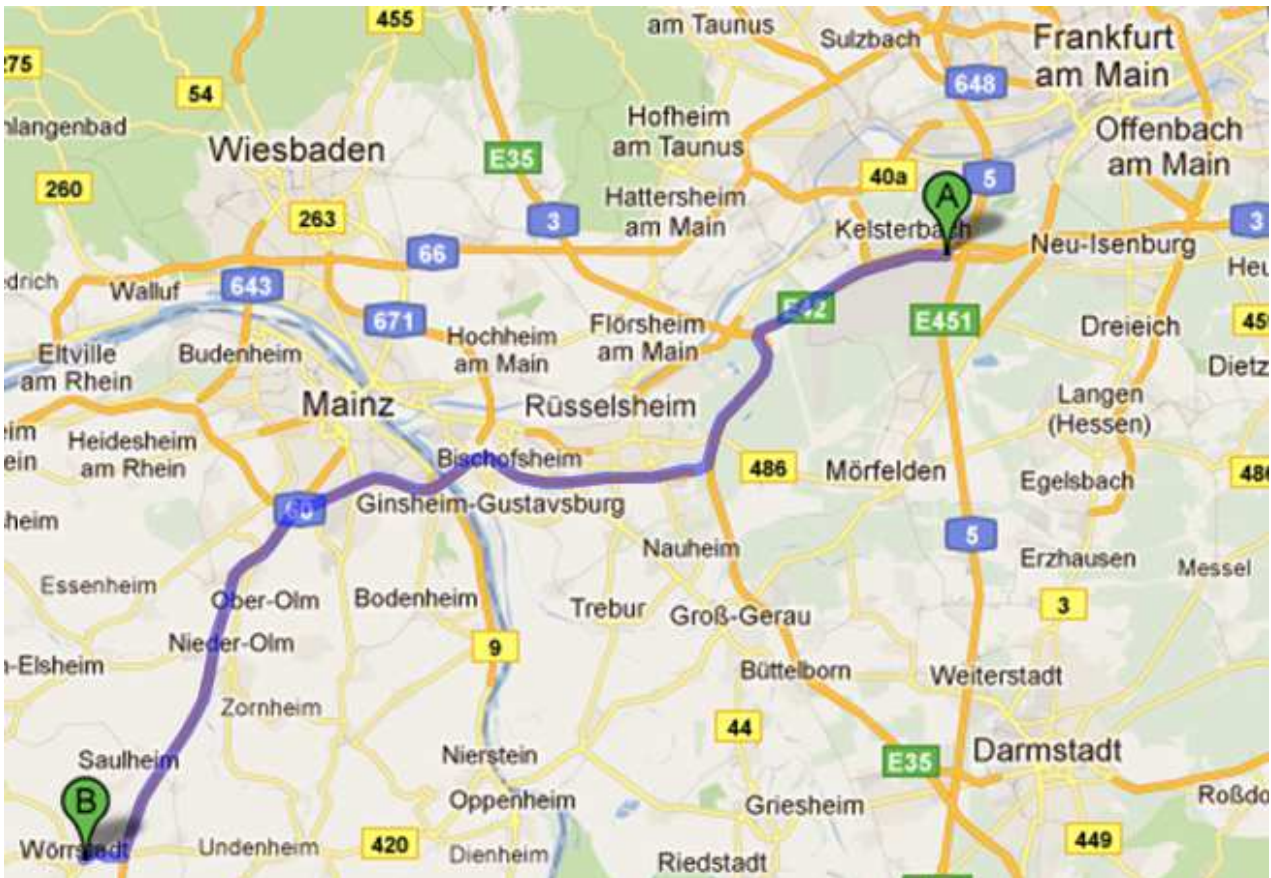 455
am Taunus
Sulzbach
Frankfurt
am Main
275
54
648
Hofheim
am Taunus
Offenbach
am Main
Wiesbaden
E35
260
40a
5
A
263
Hattersheim
am Main
3
Kelsterbach
3
66
Neu-Isenburg
Walluf
643
E42
671
Flörsheim
am Main
E451
Hochheim
am Main
Dreieich
Eltville
am Rhein
Budenheim
Langen
(Hessen)
Mainz
Rüsselsheim
Heidesheim
am Rhein
Bischofsheim
486
Mörfelden
Egelsbach
486
60
Ginsheim-Gustavsburg
5
Nauheim
Erzhausen
Messel
Essenheim
Ober-Olm
Bodenheim
Trebur
Groß-Gerau
3
Nieder-Olm
9
Büttelborn
Weiterstadt
Zornheim
44
Nierstein
Darmstadt
Saulheim
E35
B
Oppenheim
Griesheim
Wörrstadt
Undenheim
420
Dienheim
Riedstadt
449